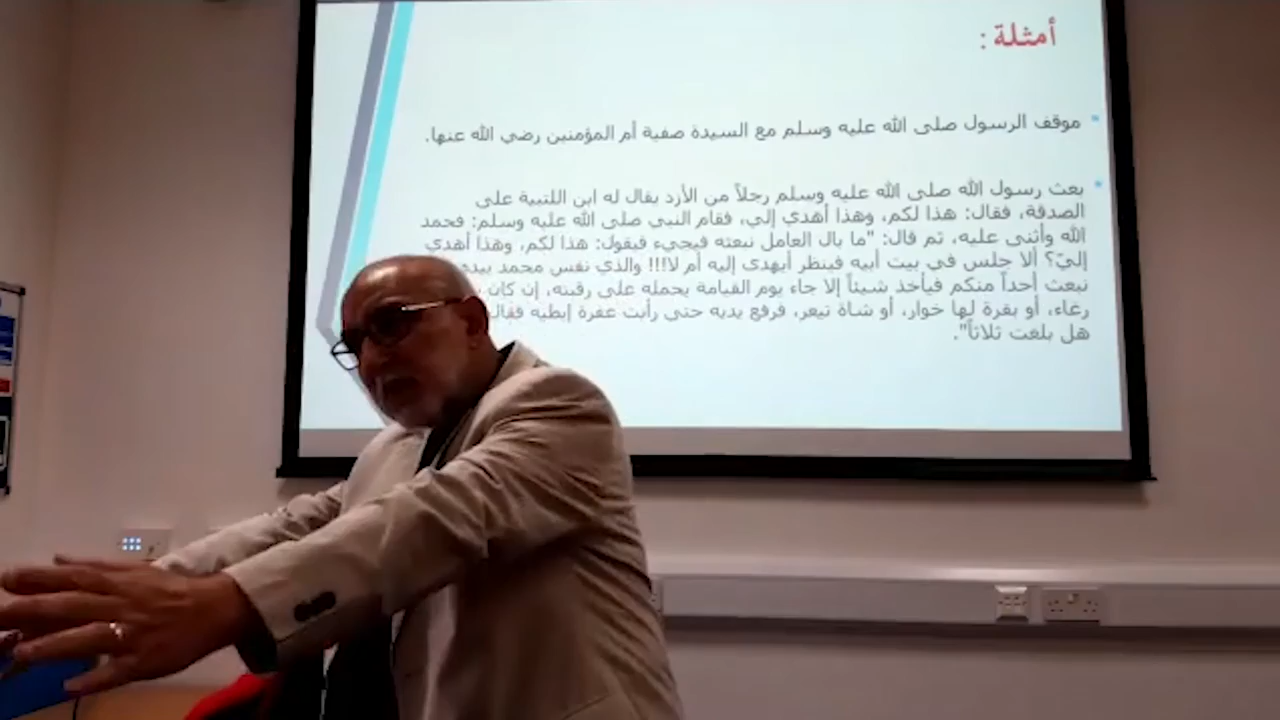 أمثلة :
موقف الرسول صلى الله عليه وسلم مع السيدة صفية أم المؤمنين رضي الله عنها.
بعث رسول الله صلى الله عليه وسلم رجلاً من الأزد يقال له ابن اللتبية على
الصدقة، فقال: هذا لكم، وهذا أهدي إلي، فقام النبي صلى الله عليه وسلم: فحمد
الله وأثنى عليه، ثم قال: "ما بال العامل نبعثه فيجيء فيقول: هذا لكم، وهذا أهدي
إليّ؟ ألا جلس في بيت أبيه فينظر أيهدى إليه أم لا!!! والذي نفس محمد بيده
نبعث أحداً منكم فيأخذ شيئاً إلا جاء يوم القيامة يحمله على رقبته، إن كان
رغاء، أو بقرة لها خوار، أو شاة تيعر، فرفع يديه حتى رأيت عفرة إبطيه فقال
هل بلغت ثلاثاً".